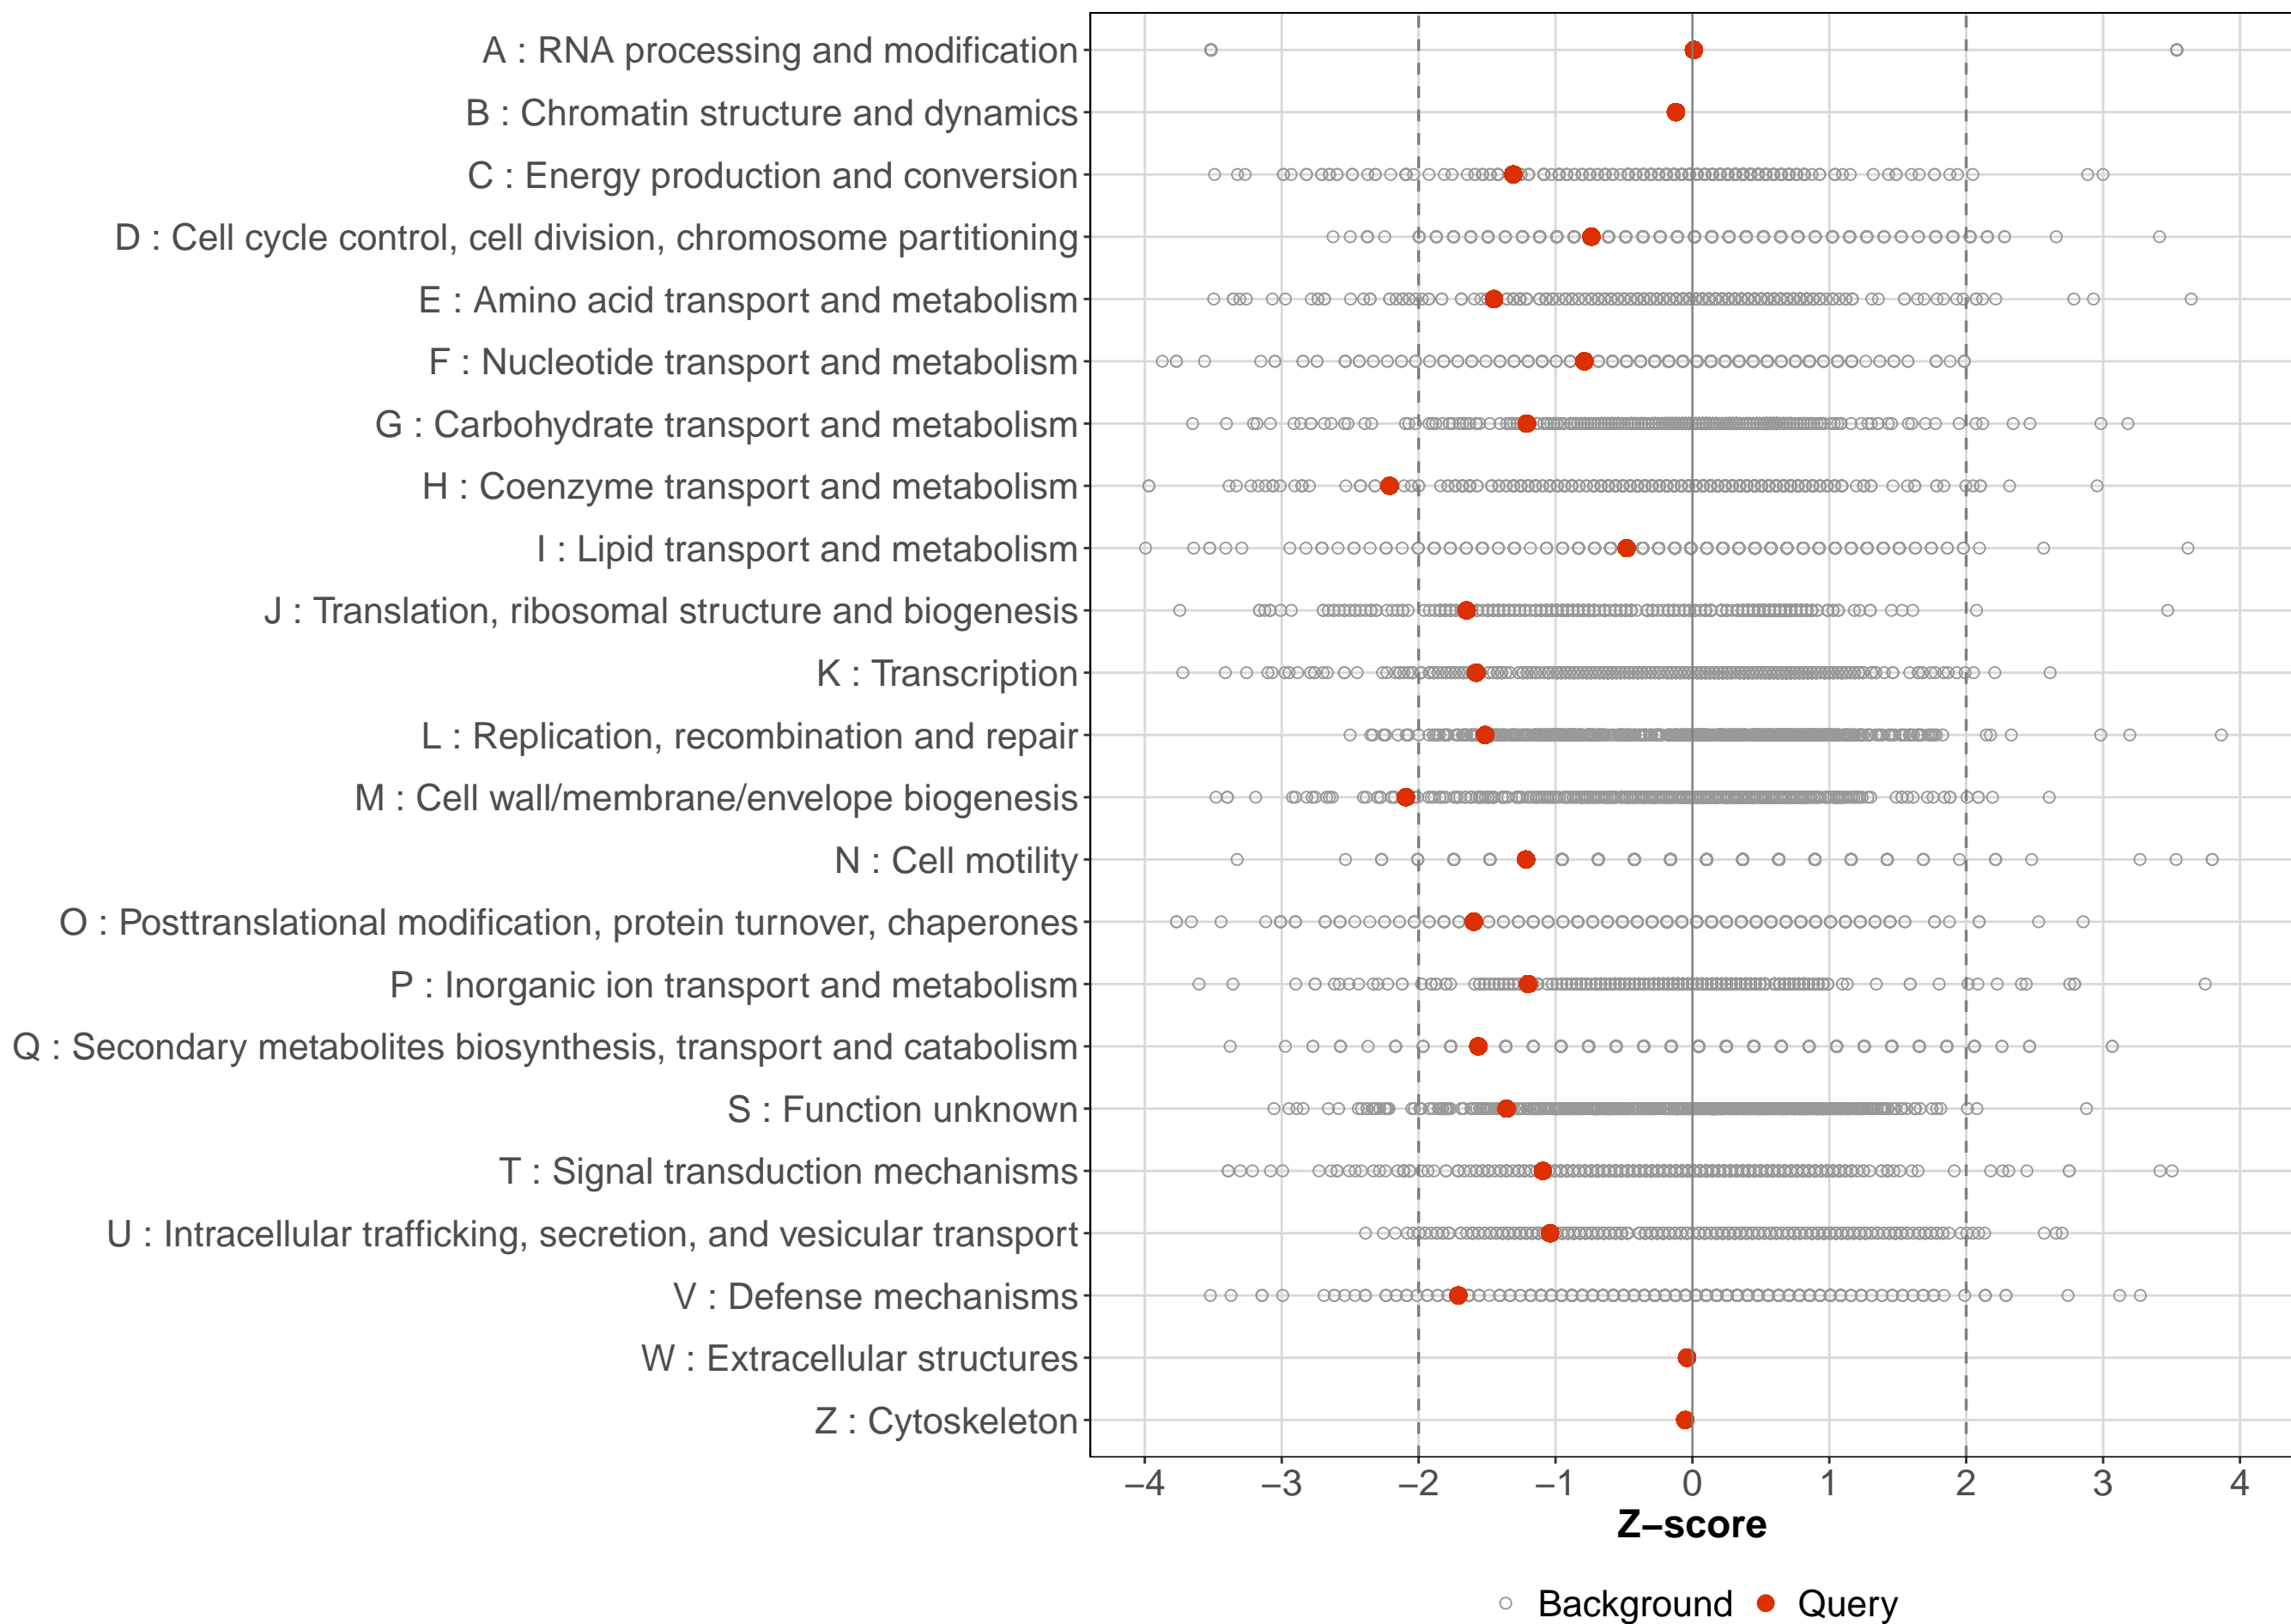 A : RNA processing and modification
B : Chromatin structure and dynamics
C : Energy production and conversion
D : Cell cycle control, cell division, chromosome partitioning
E : Amino acid transport and metabolism
F : Nucleotide transport and metabolism
G : Carbohydrate transport and metabolism
H : Coenzyme transport and metabolism
I : Lipid transport and metabolism
J : Translation, ribosomal structure and biogenesis
K : Transcription
L : Replication, recombination and repair
M : Cell wall/membrane/envelope biogenesis
N : Cell motility
O : Posttranslational modification, protein turnover, chaperones
P : Inorganic ion transport and metabolism
Q : Secondary metabolites biosynthesis, transport and catabolism
S : Function unknown
T : Signal transduction mechanisms
U : Intracellular trafficking, secretion, and vesicular transport
V : Defense mechanisms
W : Extracellular structures
Z : Cytoskeleton
−4 −3 −2 −1 0 1 2 3 4
Z−score
Background Query